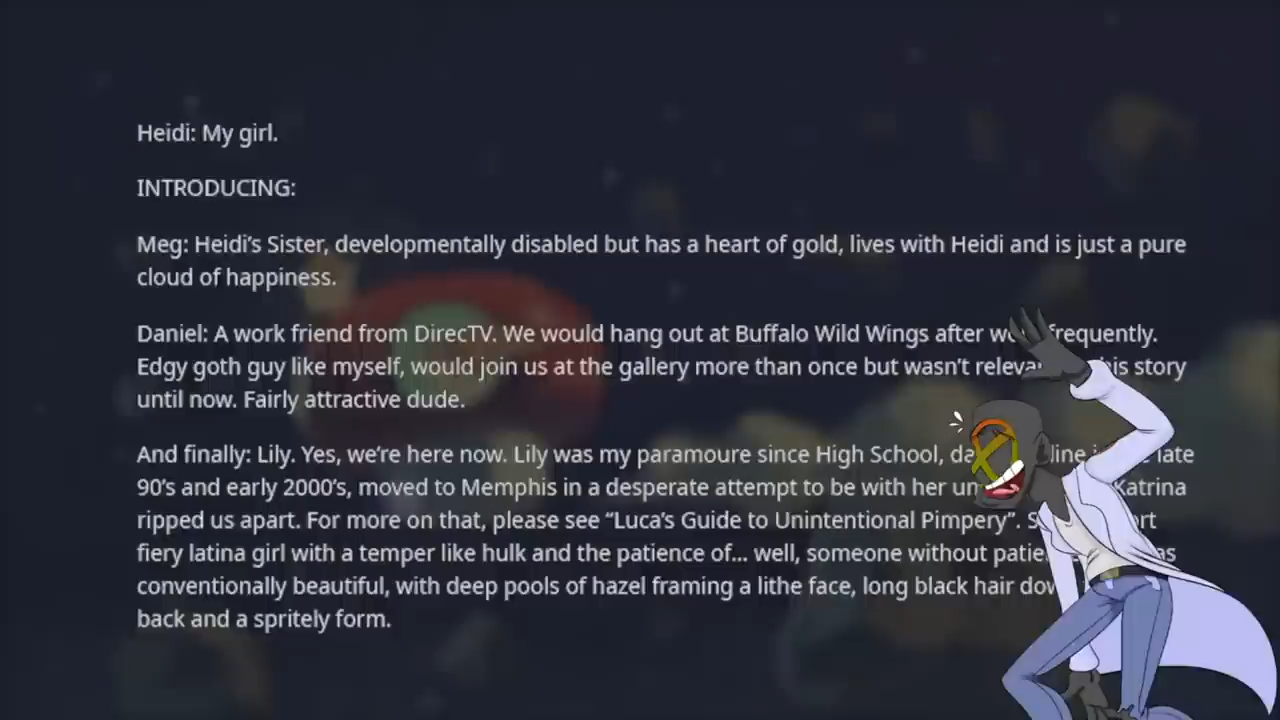 Heidi: My girl.
INTRODUCING:
Meg: Heidi's Sister, developmentally disabled but has a heart of gold, lives with Heidi and is just a pure
cloud of happiness.
Daniel: A work friend from DirecTV. We would hang out at Buffalo Wild Wings after frequently.
Edgy goth guy like myself, would join us at the gallery more than once but wasn't story
until now. Fairly attractive dude.
And finally: Lily. Yes, we're here now. Lily was my paramoure since High School, late
90's and early 2000's, moved to Memphis in a desperate attempt to be with her Katrina
ripped us apart. For more on that, please see "Luca's Guide to Unintentional Pimpery".
fiery latina girl with a temper like hulk and the patience of... well, someone without
conventionally beautiful, with deep pools of hazel framing a lithe face, long black hair
back and a spritely form.